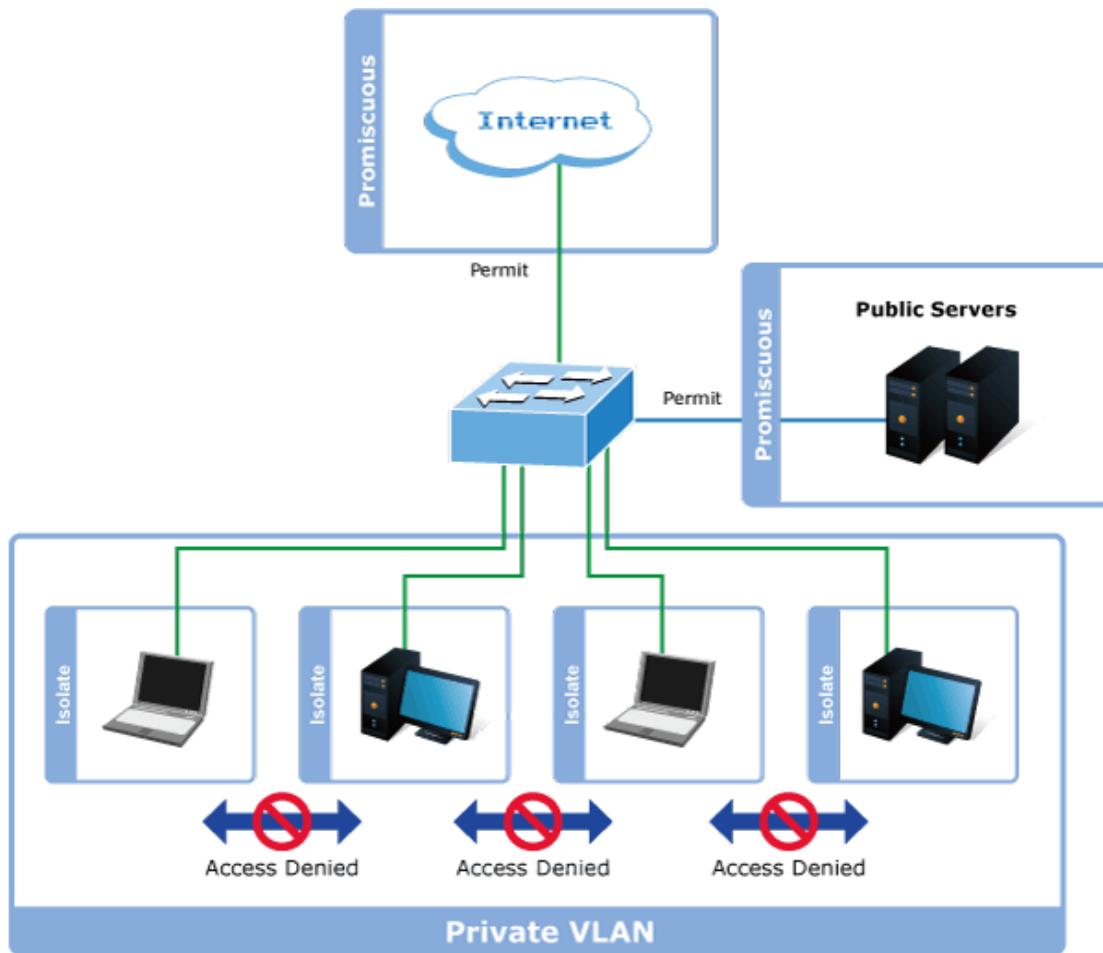 Promiscuous
Internet
Permit
Promiscuous
Public Servers
Permit
Isolate
Isolate
Isolate
Isolate
Access Denied
Access Denied
Access Denied
Private VLAN